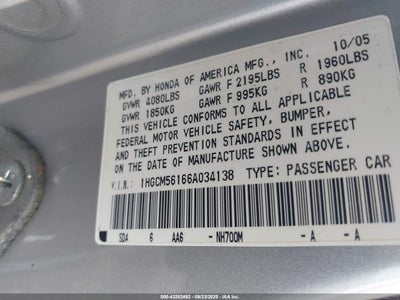 MFD. BY HONDA OF AMERICA MFG., INC. 10/05
GVWR 4080LBS GAWR F 2195LBS R 1960LBS
GVWR 1850KG GAWR F 995KG R 890KG
THIS VEHICLE CONFORMS TO ALL APPLICABLE
FEDERAL MOTOR VEHICLE SAFETY, BUMPER,
AND THEFT PREVENTION STANDARDS IN EFFECT
ON THE DATE OF MANUFACTURE SHOWN ABOVE.
V.I.N.: 1HGCM56166A034138 TYPE: PASSENGER CAR
SDA 6 AA6 NH700M -A -A
000-43202492 - 09/23/2025 - IAA Inc.